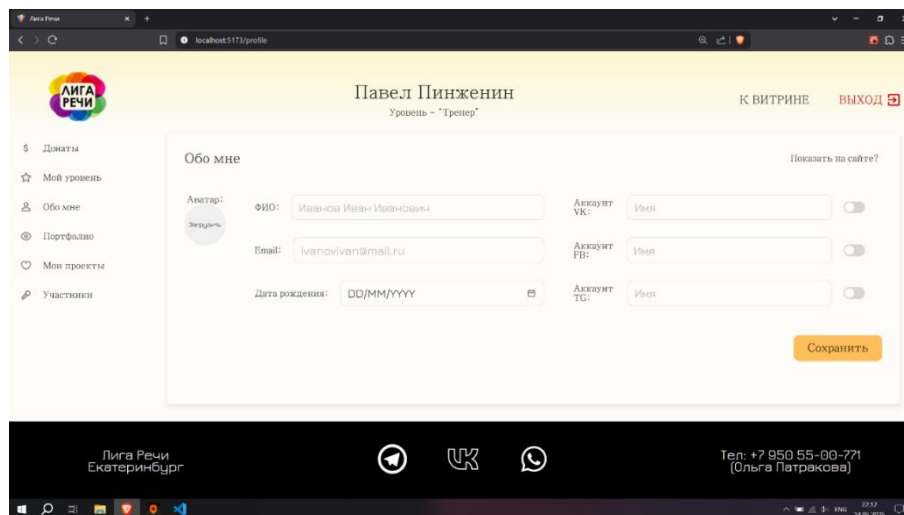 Лига Речи
localhost:5173/profile
ЛИГА
РЕЧИ
Павел Пинженин
Уровень – "Тренер"
К ВИТРИНЕ
ВЫХОД
$ Донаты
Мой уровень
Обо мне
Портфолио
Мои проекты
Участники
Обо мне
Показать на сайте?
Аватар:
Загрузить
ФИО:
Иванов Иван Иванович
Email:
ivanovivan@mail.ru
Дата рождения:
DD/MM/YYYY
Аккаунт
VK:
Имя
Аккаунт
FB:
Имя
Аккаунт
TG:
Имя
Сохранить
Лига Речи
Екатеринбург
VK
Тел: +7 950 55-00-771
(Ольга Патракова)
ENG
22:17